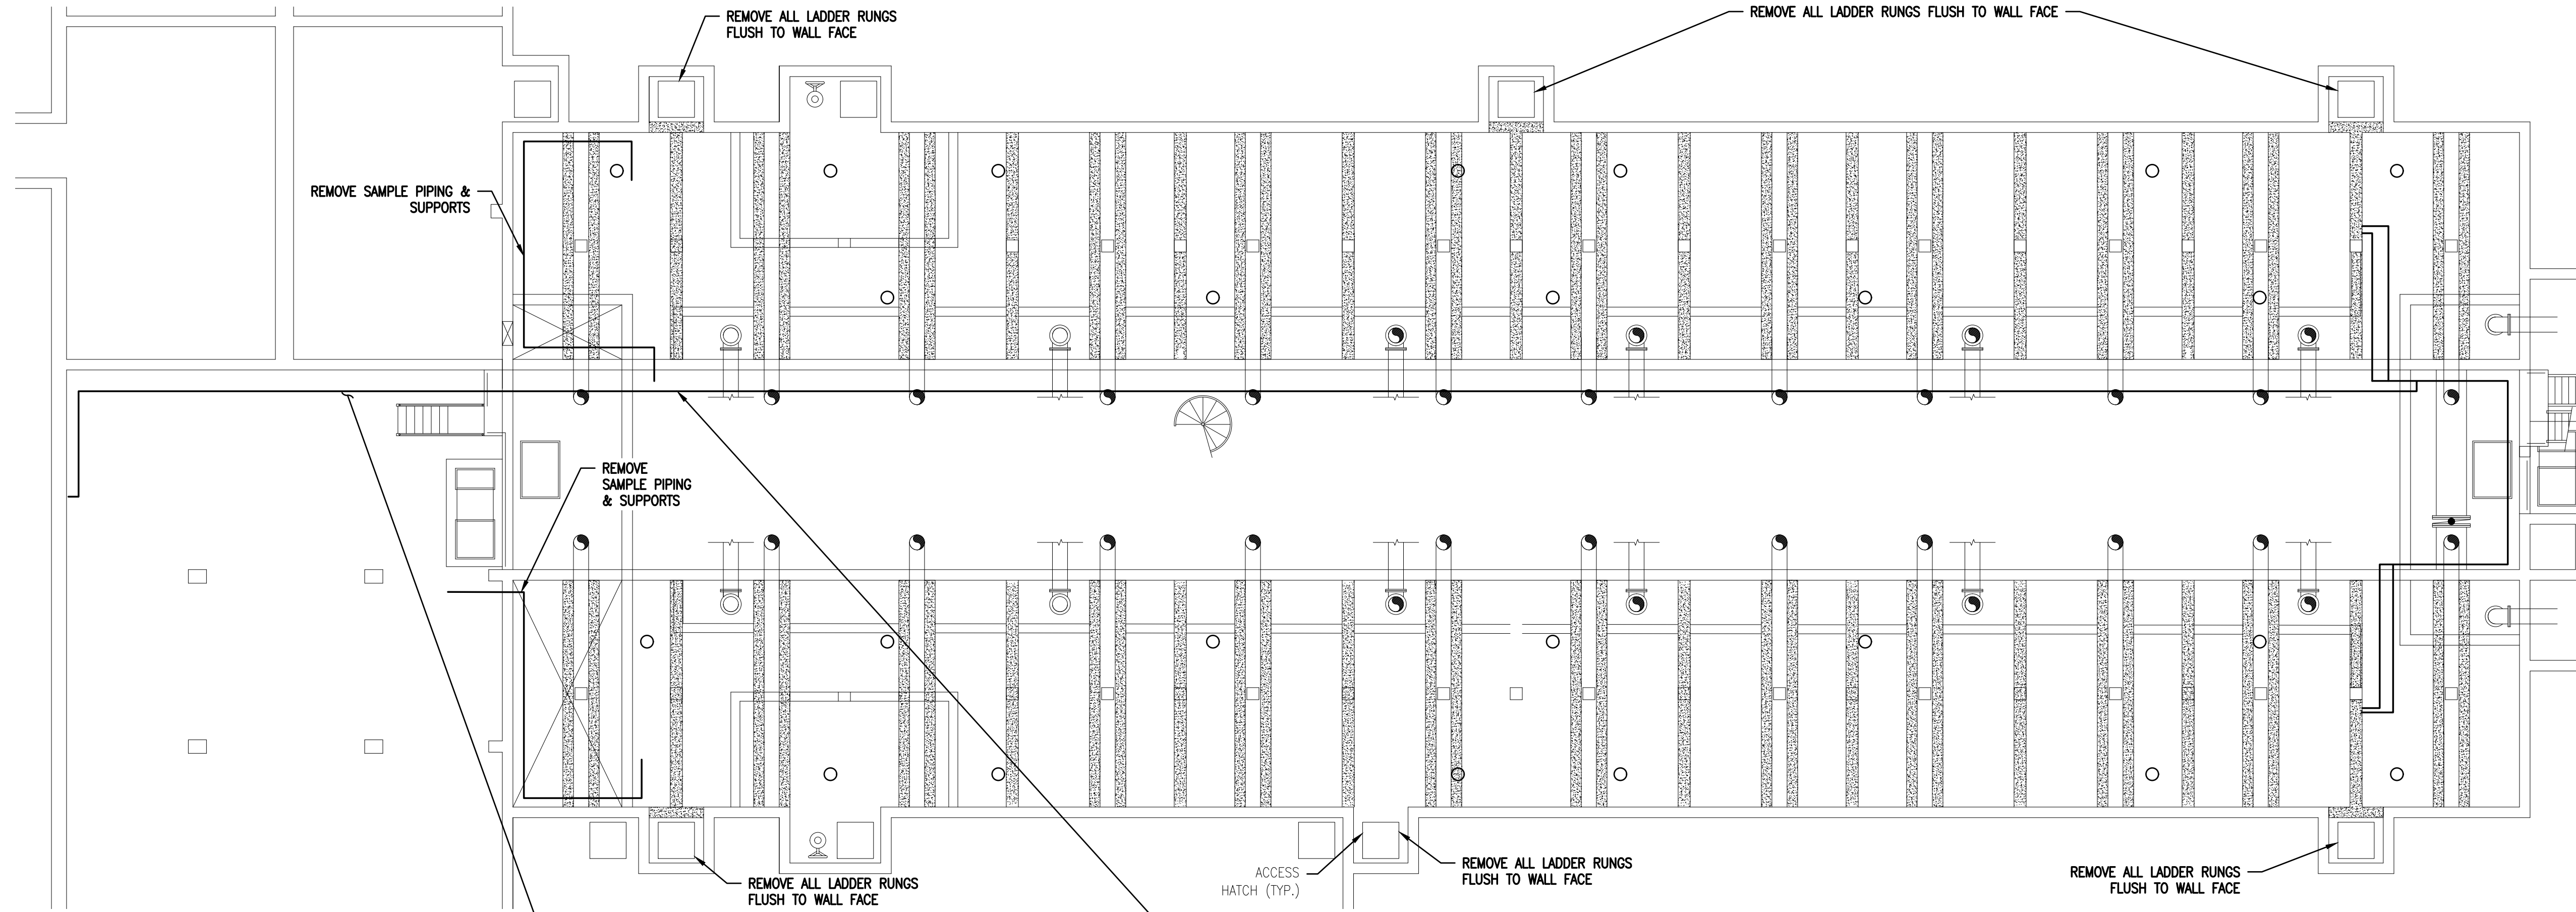 REMOVE ALL LADDER RUNGS
FLUSH TO WALL FACE
REMOVE ALL LADDER RUNGS FLUSH TO WALL FACE
REMOVE SAMPLE PIPING &
SUPPORTS
REMOVE
SAMPLE PIPING
& SUPPORTS
REMOVE ALL LADDER RUNGS
FLUSH TO WALL FACE
ACCESS
HATCH (TYP.)
REMOVE ALL LADDER RUNGS
FLUSH TO WALL FACE
REMOVE ALL LADDER RUNGS
FLUSH TO WALL FACE